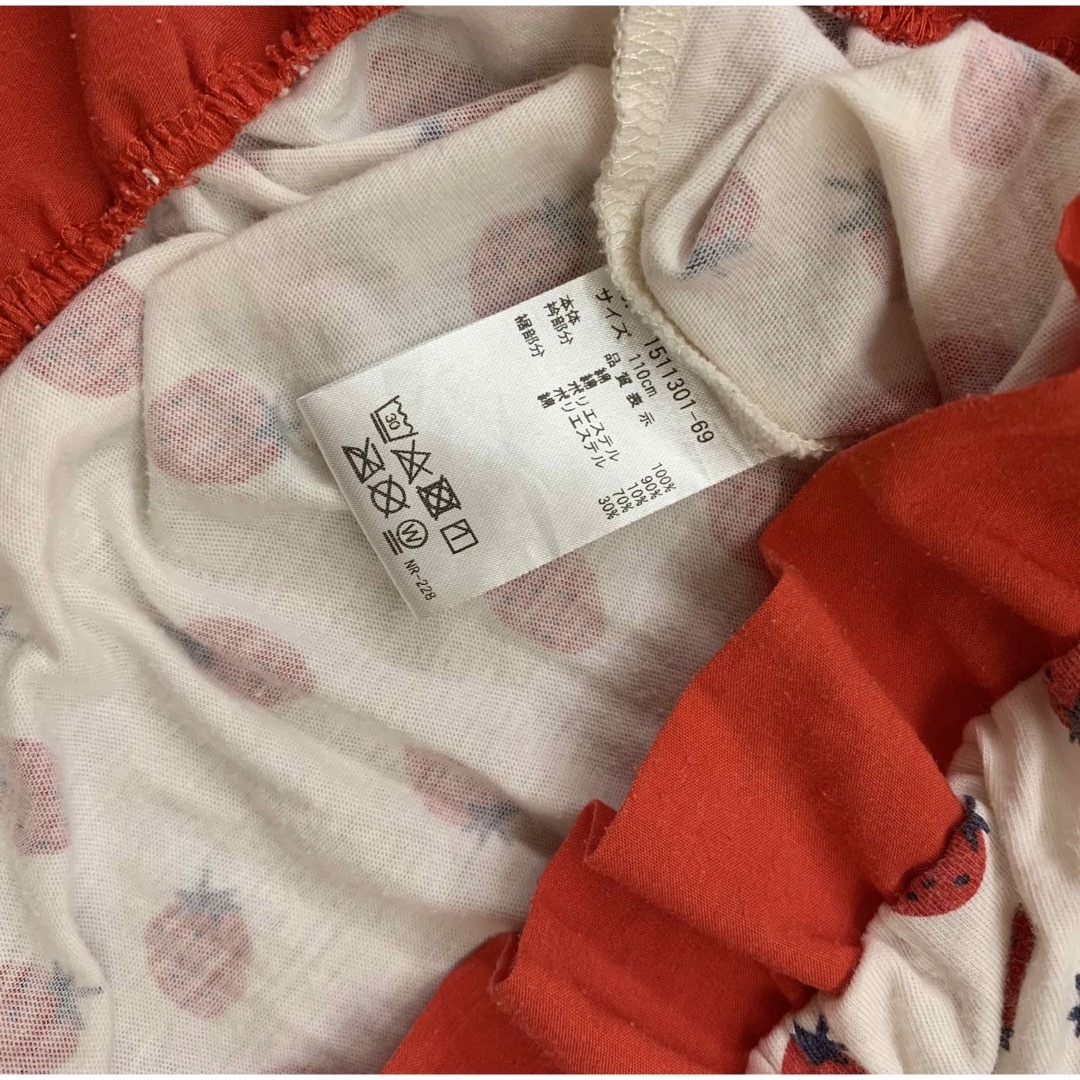 1511301-69
サイズ 110cm
品質表示
本体 綿 100%
衿部分 綿 90%
ポリエステル 10%
裾部分 ポリエステル 70%
綿 30%
30
W
NR-228